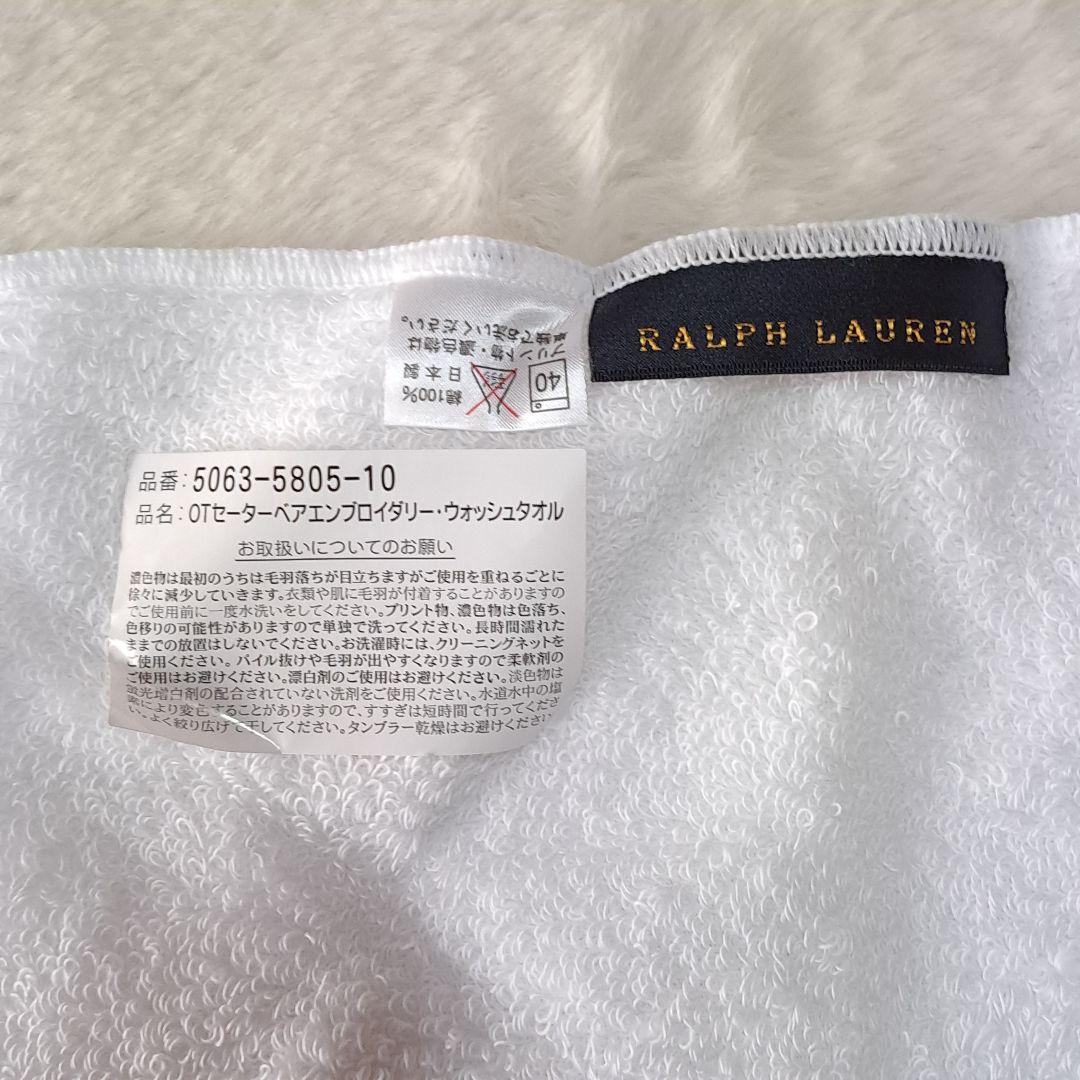 RALPH LAUREN
40
綿100%
日本製
プリント物・濃色物は
単独でお洗いください。
品番:5063-5805-10
品名:OTセーターベアエンブロイダリー・ウォッシュタオル
お取扱いについてのお願い
濃色物は最初のうちは毛羽落ちが目立ちますがご使用を重ねるごとに
徐々に減少していきます。衣類や肌に毛羽が付着することがありますの
でご使用前に一度水洗いをしてください。プリント物、濃色物は色落ち、
色移りの可能性がありますので単独で洗ってください。長時間濡れた
ままでの放置はしないでください。お洗濯時には、クリーニングネットを
ご使用ください。パイル抜けや毛羽が出やすくなりますので柔軟剤の
ご使用はお避けください。漂白剤のご使用はお避けください。淡色物は
蛍光増白剤の配合されていない洗剤をご使用ください。水道水中の塩
素により変色することがありますので、すすぎは短時間で行ってくださ
い。よく絞り広げて干してください。タンブラー乾燥はお避けください